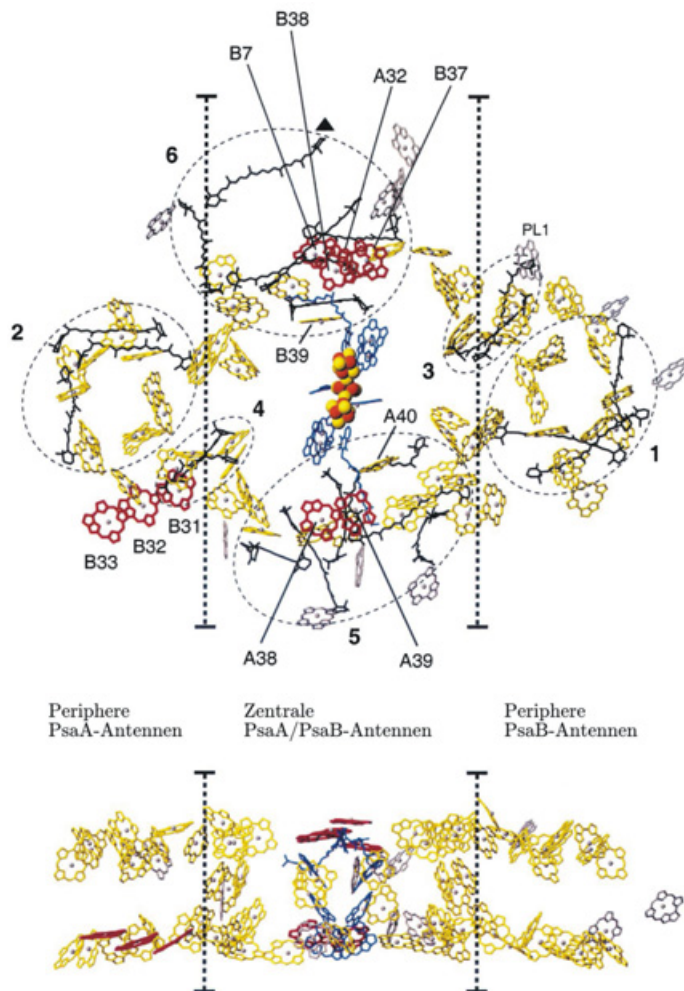 B38
B7
A32
B37
6
PL1
2
B39
3
4
A40
1
B31
B32
B33
5
A38
A39
Periphere
PsaA-Antennen
Zentrale
PsaA/PsaB-Antennen
Periphere
PsaB-Antennen